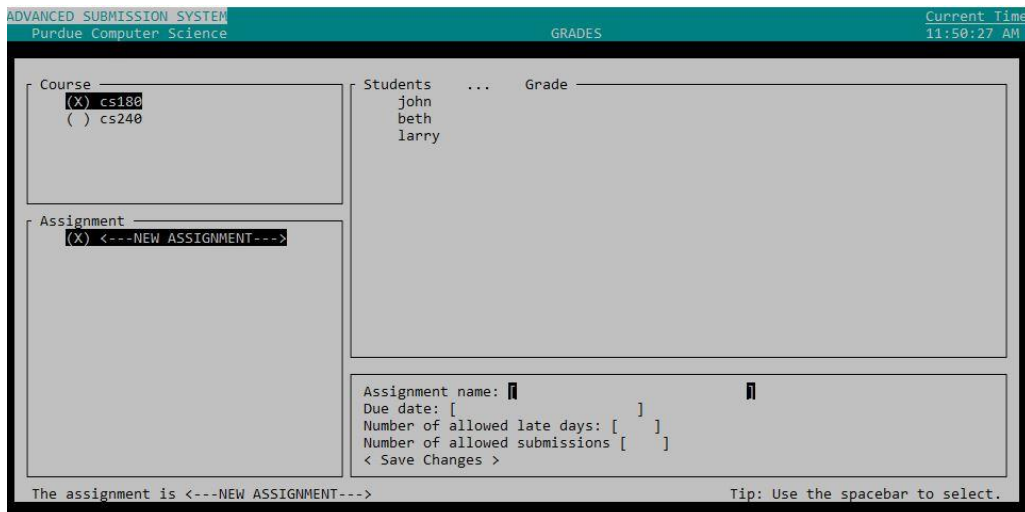 ADVANCED SUBMISSION SYSTEM Current Time
Purdue Computer Science GRADES 11:50:27 AM
Course
(X) cs180
( ) cs240
Students ... Grade
john
beth
larry
Assignment
(X) <---NEW ASSIGNMENT--->
Assignment name: [ ]
Due date: [ ]
Number of allowed late days: [ ]
Number of allowed submissions [ ]
< Save Changes >
The assignment is <---NEW ASSIGNMENT---> Tip: Use the spacebar to select.